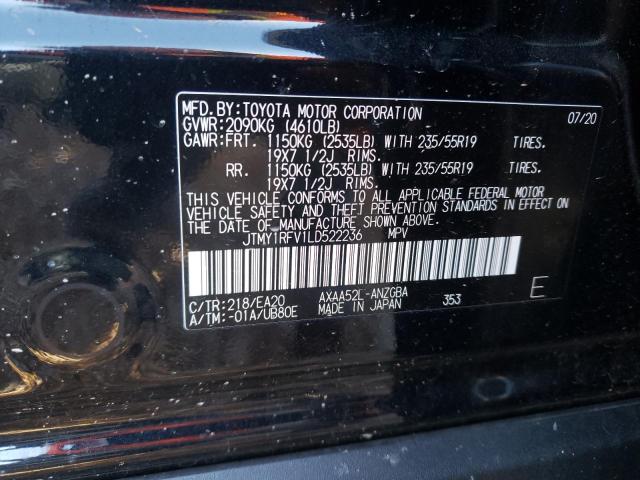 MFD.BY:TOYOTA MOTOR CORPORATION 07/20
GVWR:2090KG (4610LB)
GAWR:FRT. 1150KG (2535LB) WITH 235/55R19 TIRES.
19X7 1/2J RIMS.
RR. 1150KG (2535LB) WITH 235/55R19 TIRES.
19X7 1/2J RIMS.
THIS VEHICLE CONFORMS TO ALL APPLICABLE FEDERAL MOTOR
VEHICLE SAFETY AND THEFT PREVENTION STANDARDS IN EFFECT ON
THE DATE OF MANUFACTURE SHOWN ABOVE.
JTMY1RFV1LD522236 MPV
C/TR:218/EA20 AXAA52L-ANZGBA 353 E
A/TM:-01A/UB80E MADE IN JAPAN